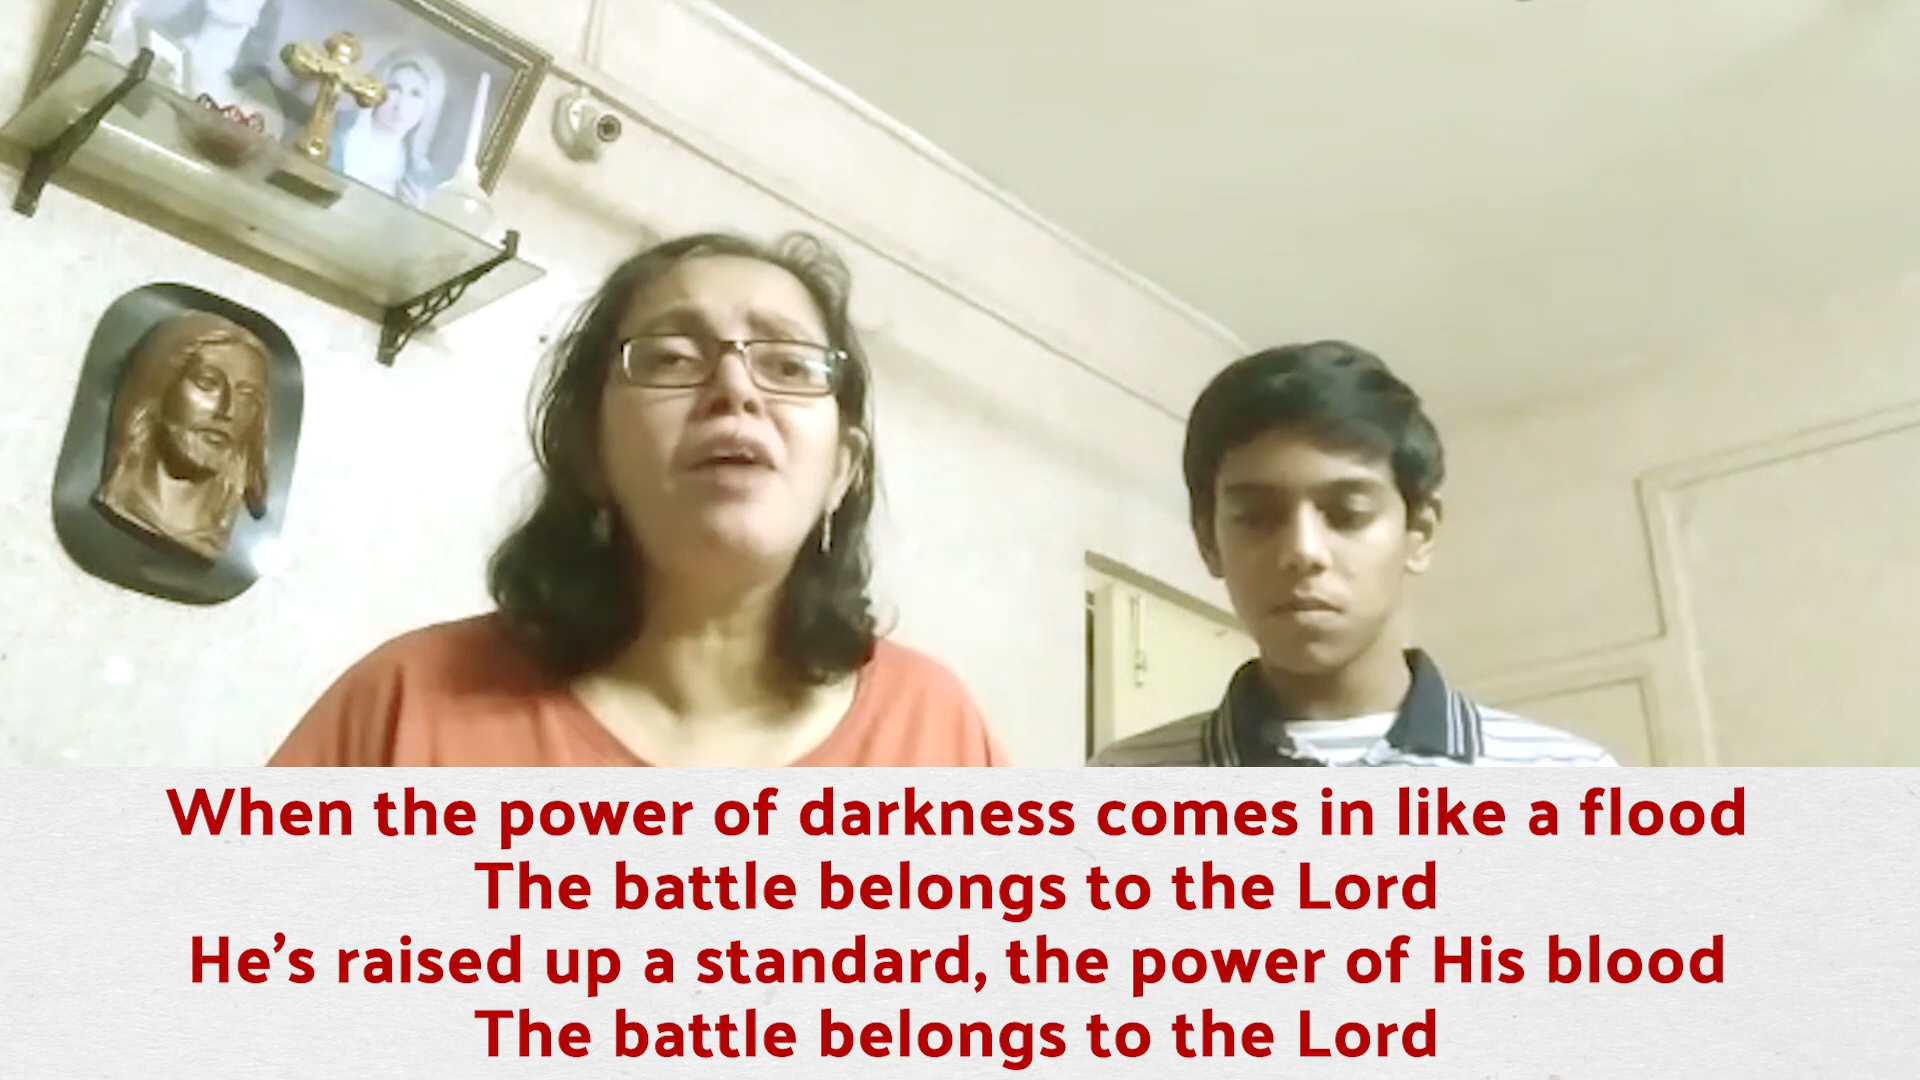 When the power of darkness comes in like a flood
The battle belongs to the Lord
He’s raised up a standard, the power of His blood
The battle belongs to the Lord